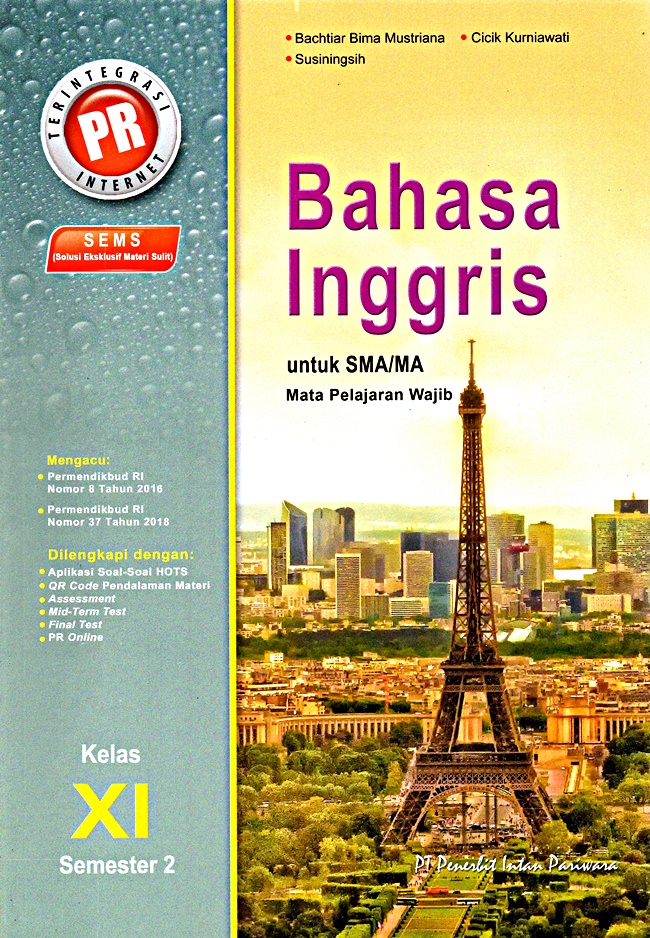 • Bachtiar Bima Mustriana • Cicik Kurniawati
• Susiningsih
TERINTEGRASI
PR
INTERNET
SEMS
(Solusi Eksklusif Materi Sulit)
Bahasa
Inggris
untuk SMA/MA
Mata Pelajaran Wajib
Mengacu:
• Permendikbud RI
Nomor 8 Tahun 2016
• Permendikbud RI
Nomor 37 Tahun 2018
Dilengkapi dengan:
• Aplikasi Soal-Soal HOTS
• QR Code Pendalaman Materi
• Assessment
• Mid-Term Test
• Final Test
• PR Online
Kelas
XI
Semester 2
PT Penerbit Intan Pariwara